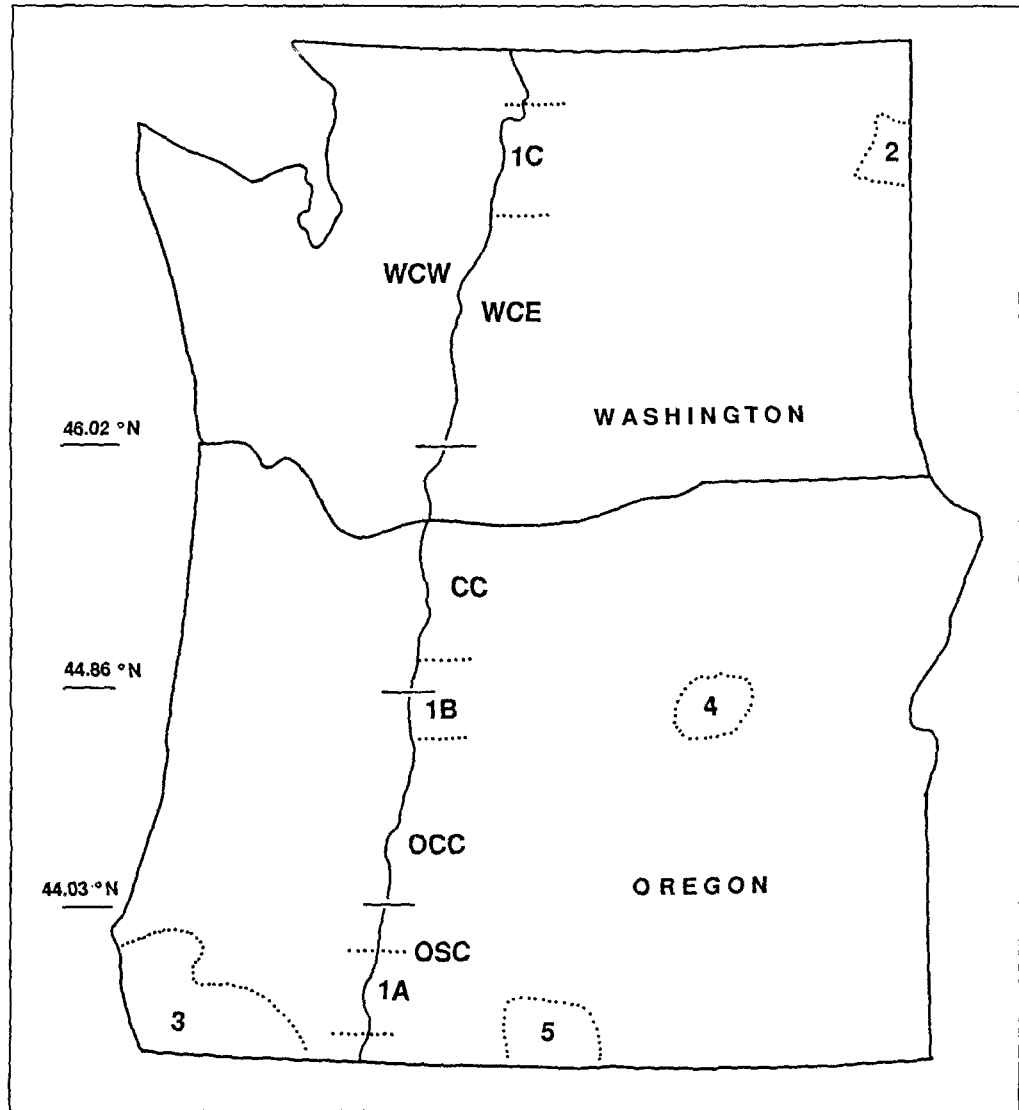 1C
2
WCW
WCE
WASHINGTON
46.02 °N
CC
44.86 °N
1B
4
OCC
OREGON
44.03 °N
OSC
1A
3
5